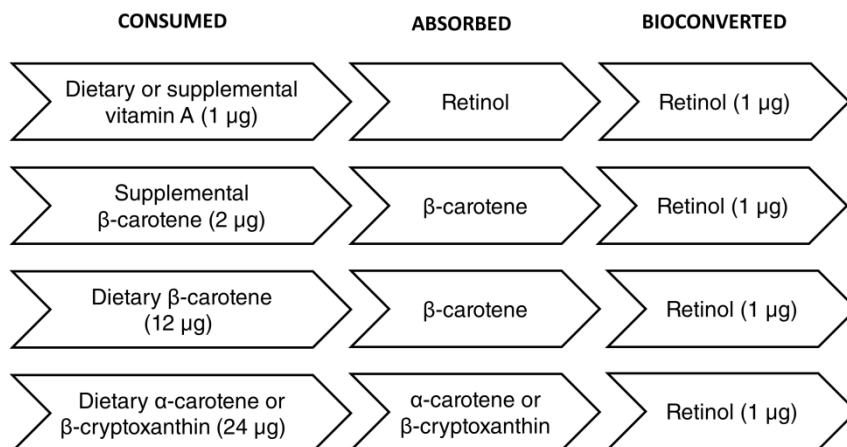 CONSUMED ABSORBED BIOCONVERTED
Dietary or supplemental
vitamin A (1 μg)
Retinol
Retinol (1 μg)
Supplemental
β-carotene (2 μg)
β-carotene
Retinol (1 μg)
Dietary β-carotene
(12 μg)
β-carotene
Retinol (1 μg)
Dietary α-carotene or
β-cryptoxanthin (24 μg)
α-carotene or
β-cryptoxanthin
Retinol (1 μg)